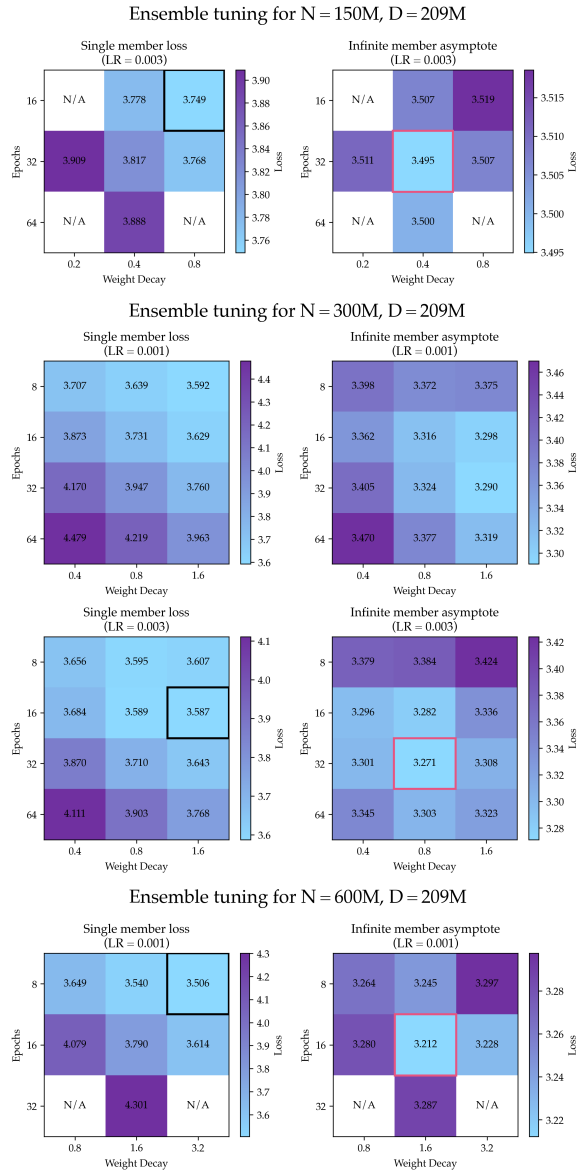 Ensemble tuning for N = 150M, D = 209M
Single member loss
(LR = 0.003)
Epochs
16
32
64
N/A 3.778 3.749
3.909 3.817 3.768
N/A 3.888 N/A
0.2 0.4 0.8
Weight Decay
3.90
3.88
3.86
3.84
3.82
3.80
3.78
3.76
Loss
Infinite member asymptote
(LR = 0.003)
Epochs
16
32
64
N/A 3.507 3.519
3.511 3.495 3.507
N/A 3.500 N/A
0.2 0.4 0.8
Weight Decay
3.515
3.510
3.505
3.500
3.495
Loss
Ensemble tuning for N = 300M, D = 209M
Single member loss
(LR = 0.001)
Epochs
8
16
32
64
3.707 3.639 3.592
3.873 3.731 3.629
4.170 3.947 3.760
4.479 4.219 3.963
0.4 0.8 1.6
Weight Decay
4.4
4.3
4.2
4.1
4.0
3.9
3.8
3.7
3.6
Loss
Infinite member asymptote
(LR = 0.001)
Epochs
8
16
32
64
3.398 3.372 3.375
3.362 3.316 3.298
3.405 3.324 3.290
3.470 3.377 3.319
0.4 0.8 1.6
Weight Decay
3.46
3.44
3.42
3.40
3.38
3.36
3.34
3.32
3.30
Loss
Single member loss
(LR = 0.003)
Epochs
8
16
32
64
3.656 3.595 3.607
3.684 3.589 3.587
3.870 3.710 3.643
4.111 3.903 3.768
0.4 0.8 1.6
Weight Decay
4.1
4.0
3.9
3.8
3.7
3.6
Loss
Infinite member asymptote
(LR = 0.003)
Epochs
8
16
32
64
3.379 3.384 3.424
3.296 3.282 3.336
3.301 3.271 3.308
3.345 3.303 3.323
0.4 0.8 1.6
Weight Decay
3.42
3.40
3.38
3.36
3.34
3.32
3.30
3.28
Loss
Ensemble tuning for N = 600M, D = 209M
Single member loss
(LR = 0.001)
Epochs
8
16
32
3.649 3.540 3.506
4.079 3.790 3.614
N/A 4.301 N/A
0.8 1.6 3.2
Weight Decay
4.3
4.2
4.1
4.0
3.9
3.8
3.7
3.6
Loss
Infinite member asymptote
(LR = 0.001)
Epochs
8
16
32
3.264 3.245 3.297
3.280 3.212 3.228
N/A 3.287 N/A
0.8 1.6 3.2
Weight Decay
3.28
3.26
3.24
3.22
Loss